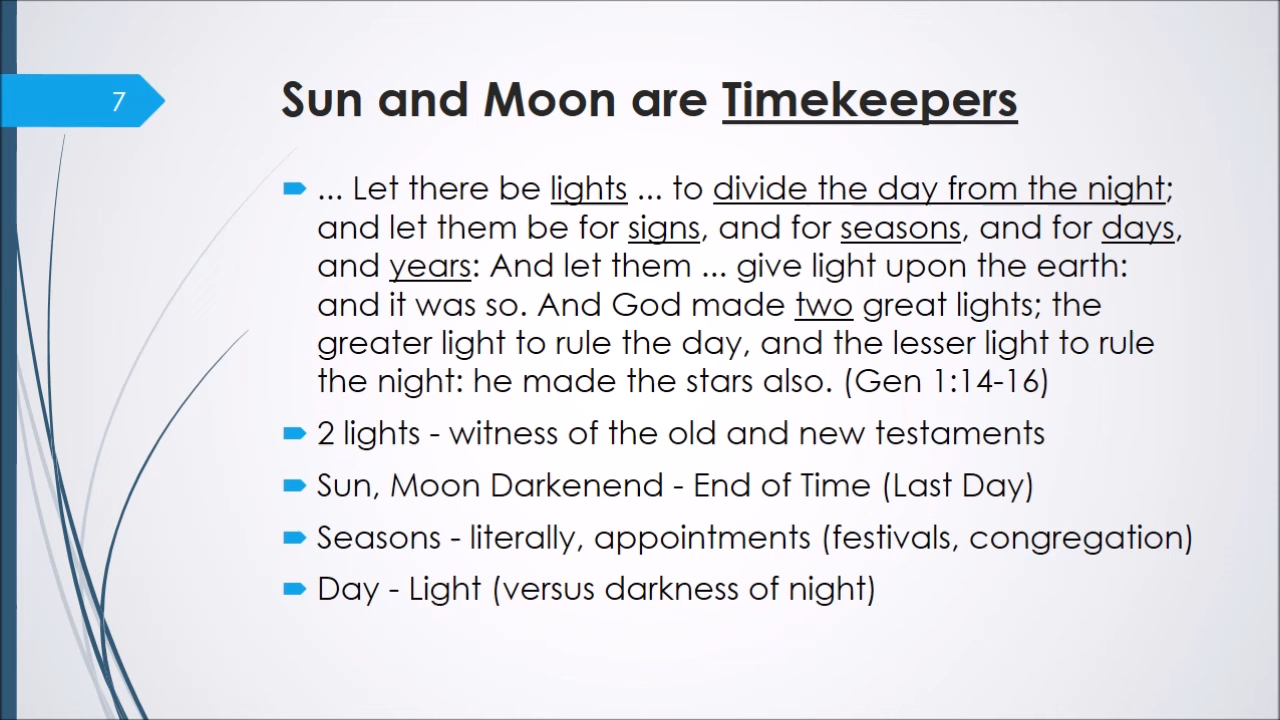 7
Sun and Moon are Timekeepers
... Let there be lights ... to divide the day from the night;
and let them be for signs, and for seasons, and for days,
and years: And let them ... give light upon the earth:
and it was so. And God made two great lights; the
greater light to rule the day, and the lesser light to rule
the night: he made the stars also. (Gen 1:14-16)
2 lights - witness of the old and new testaments
Sun, Moon Darkenend - End of Time (Last Day)
Seasons - literally, appointments (festivals, congregation)
Day - Light (versus darkness of night)